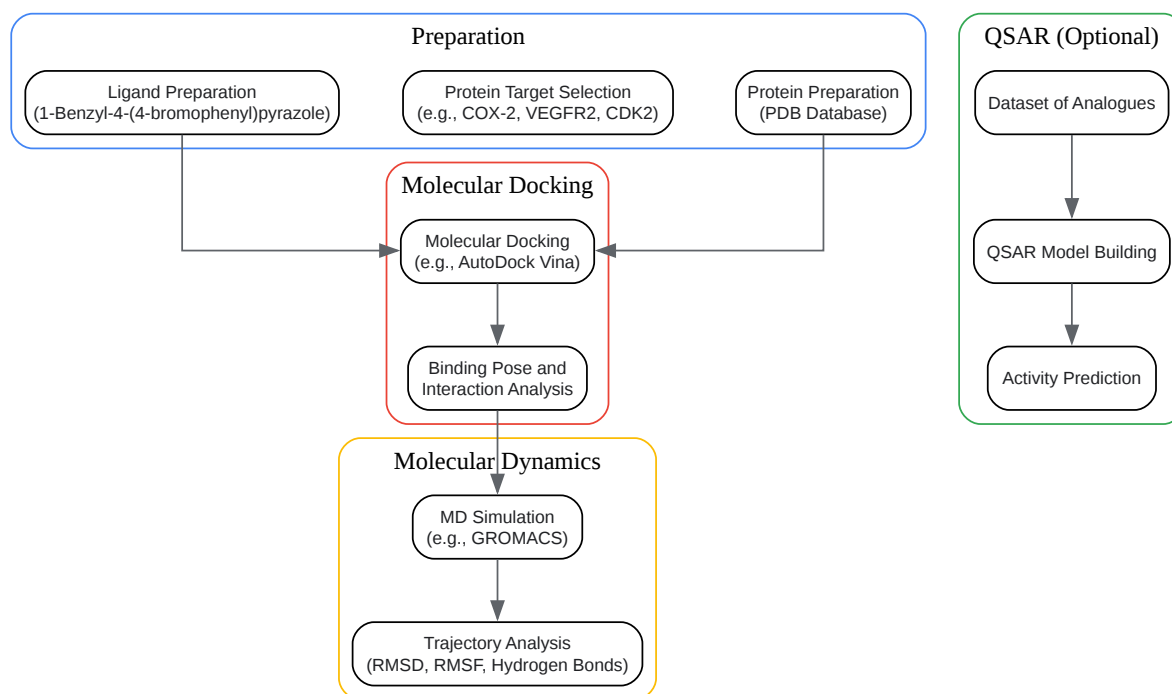 Preparation
Ligand Preparation
(1-Benzyl-4-(4-bromophenyl)pyrazole)
Protein Target Selection
(e.g., COX-2, VEGFR2, CDK2)
Protein Preparation
(PDB Database)
Molecular Docking
Molecular Docking
(e.g., AutoDock Vina)
Binding Pose and
Interaction Analysis
Molecular Dynamics
MD Simulation
(e.g., GROMACS)
Trajectory Analysis
(RMSD, RMSF, Hydrogen Bonds)
QSAR (Optional)
Dataset of Analogues
QSAR Model Building
Activity Prediction